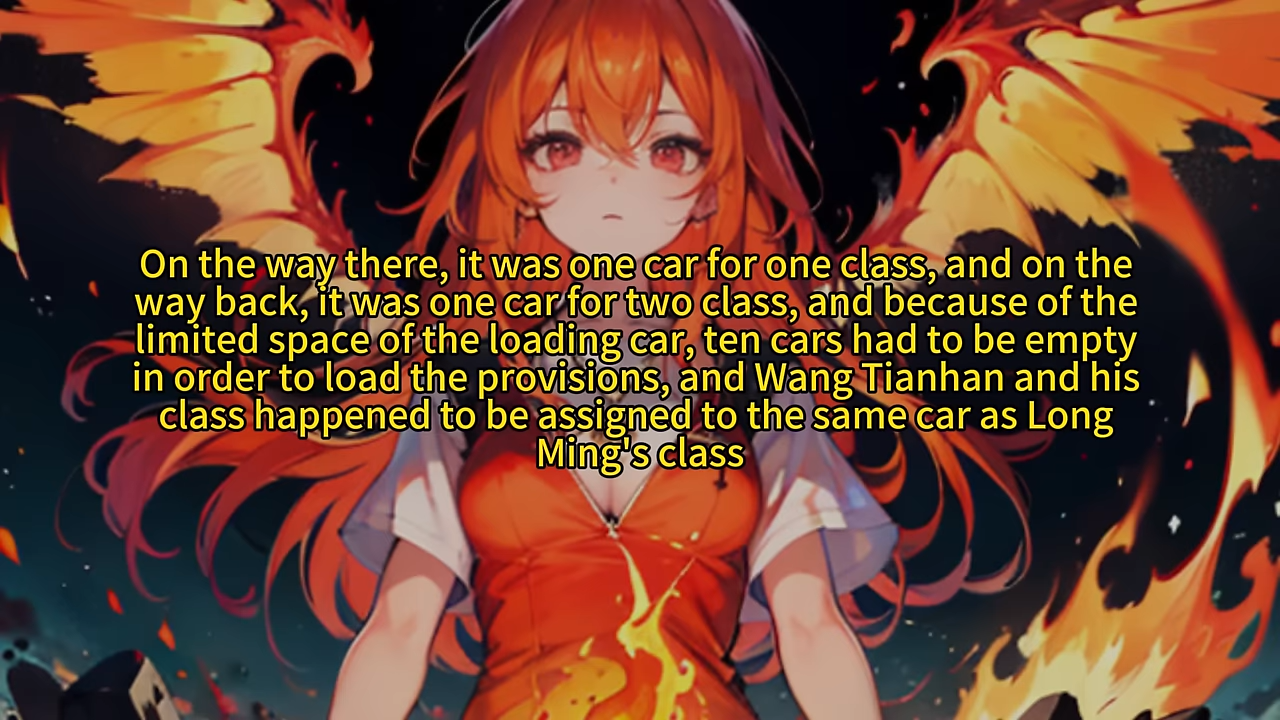 On the way there, it was one car for one class, and on the
way back, it was one car for two class, and because of the
limited space of the loading car, ten cars had to be empty
in order to load the provisions, and Wang Tianhan and his
class happened to be assigned to the same car as Long
Ming's class